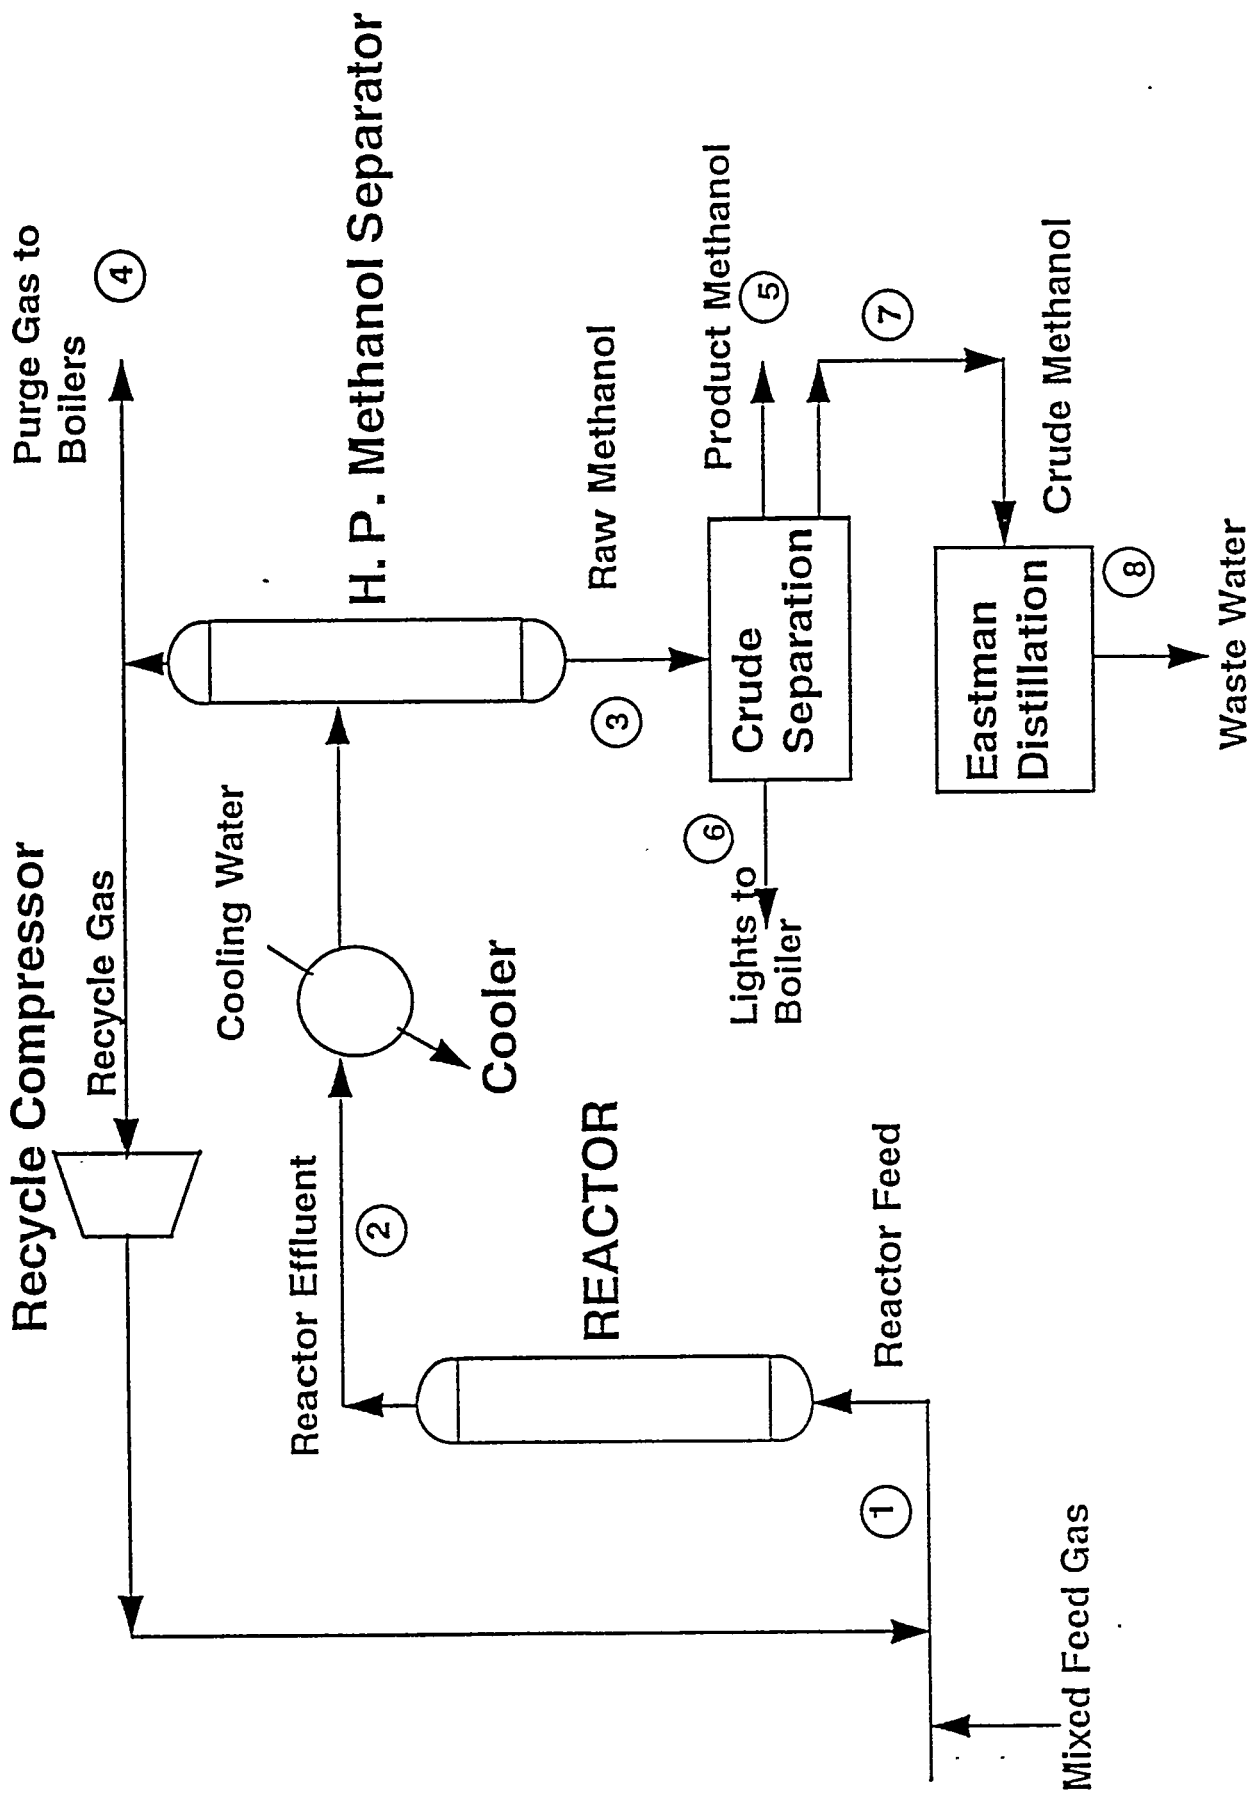 Recycle Compressor
Purge Gas to
Boilers
4
Recycle Gas
Cooling Water
Reactor Effluent
2
H. P. Methanol Separator
Cooler
REACTOR
Raw Methanol
3
6
Lights to
Boiler
Crude
Separation
Product Methanol
5
1
Reactor Feed
7
Eastman
Distillation
Crude Methanol
Mixed Feed Gas
8
Waste Water